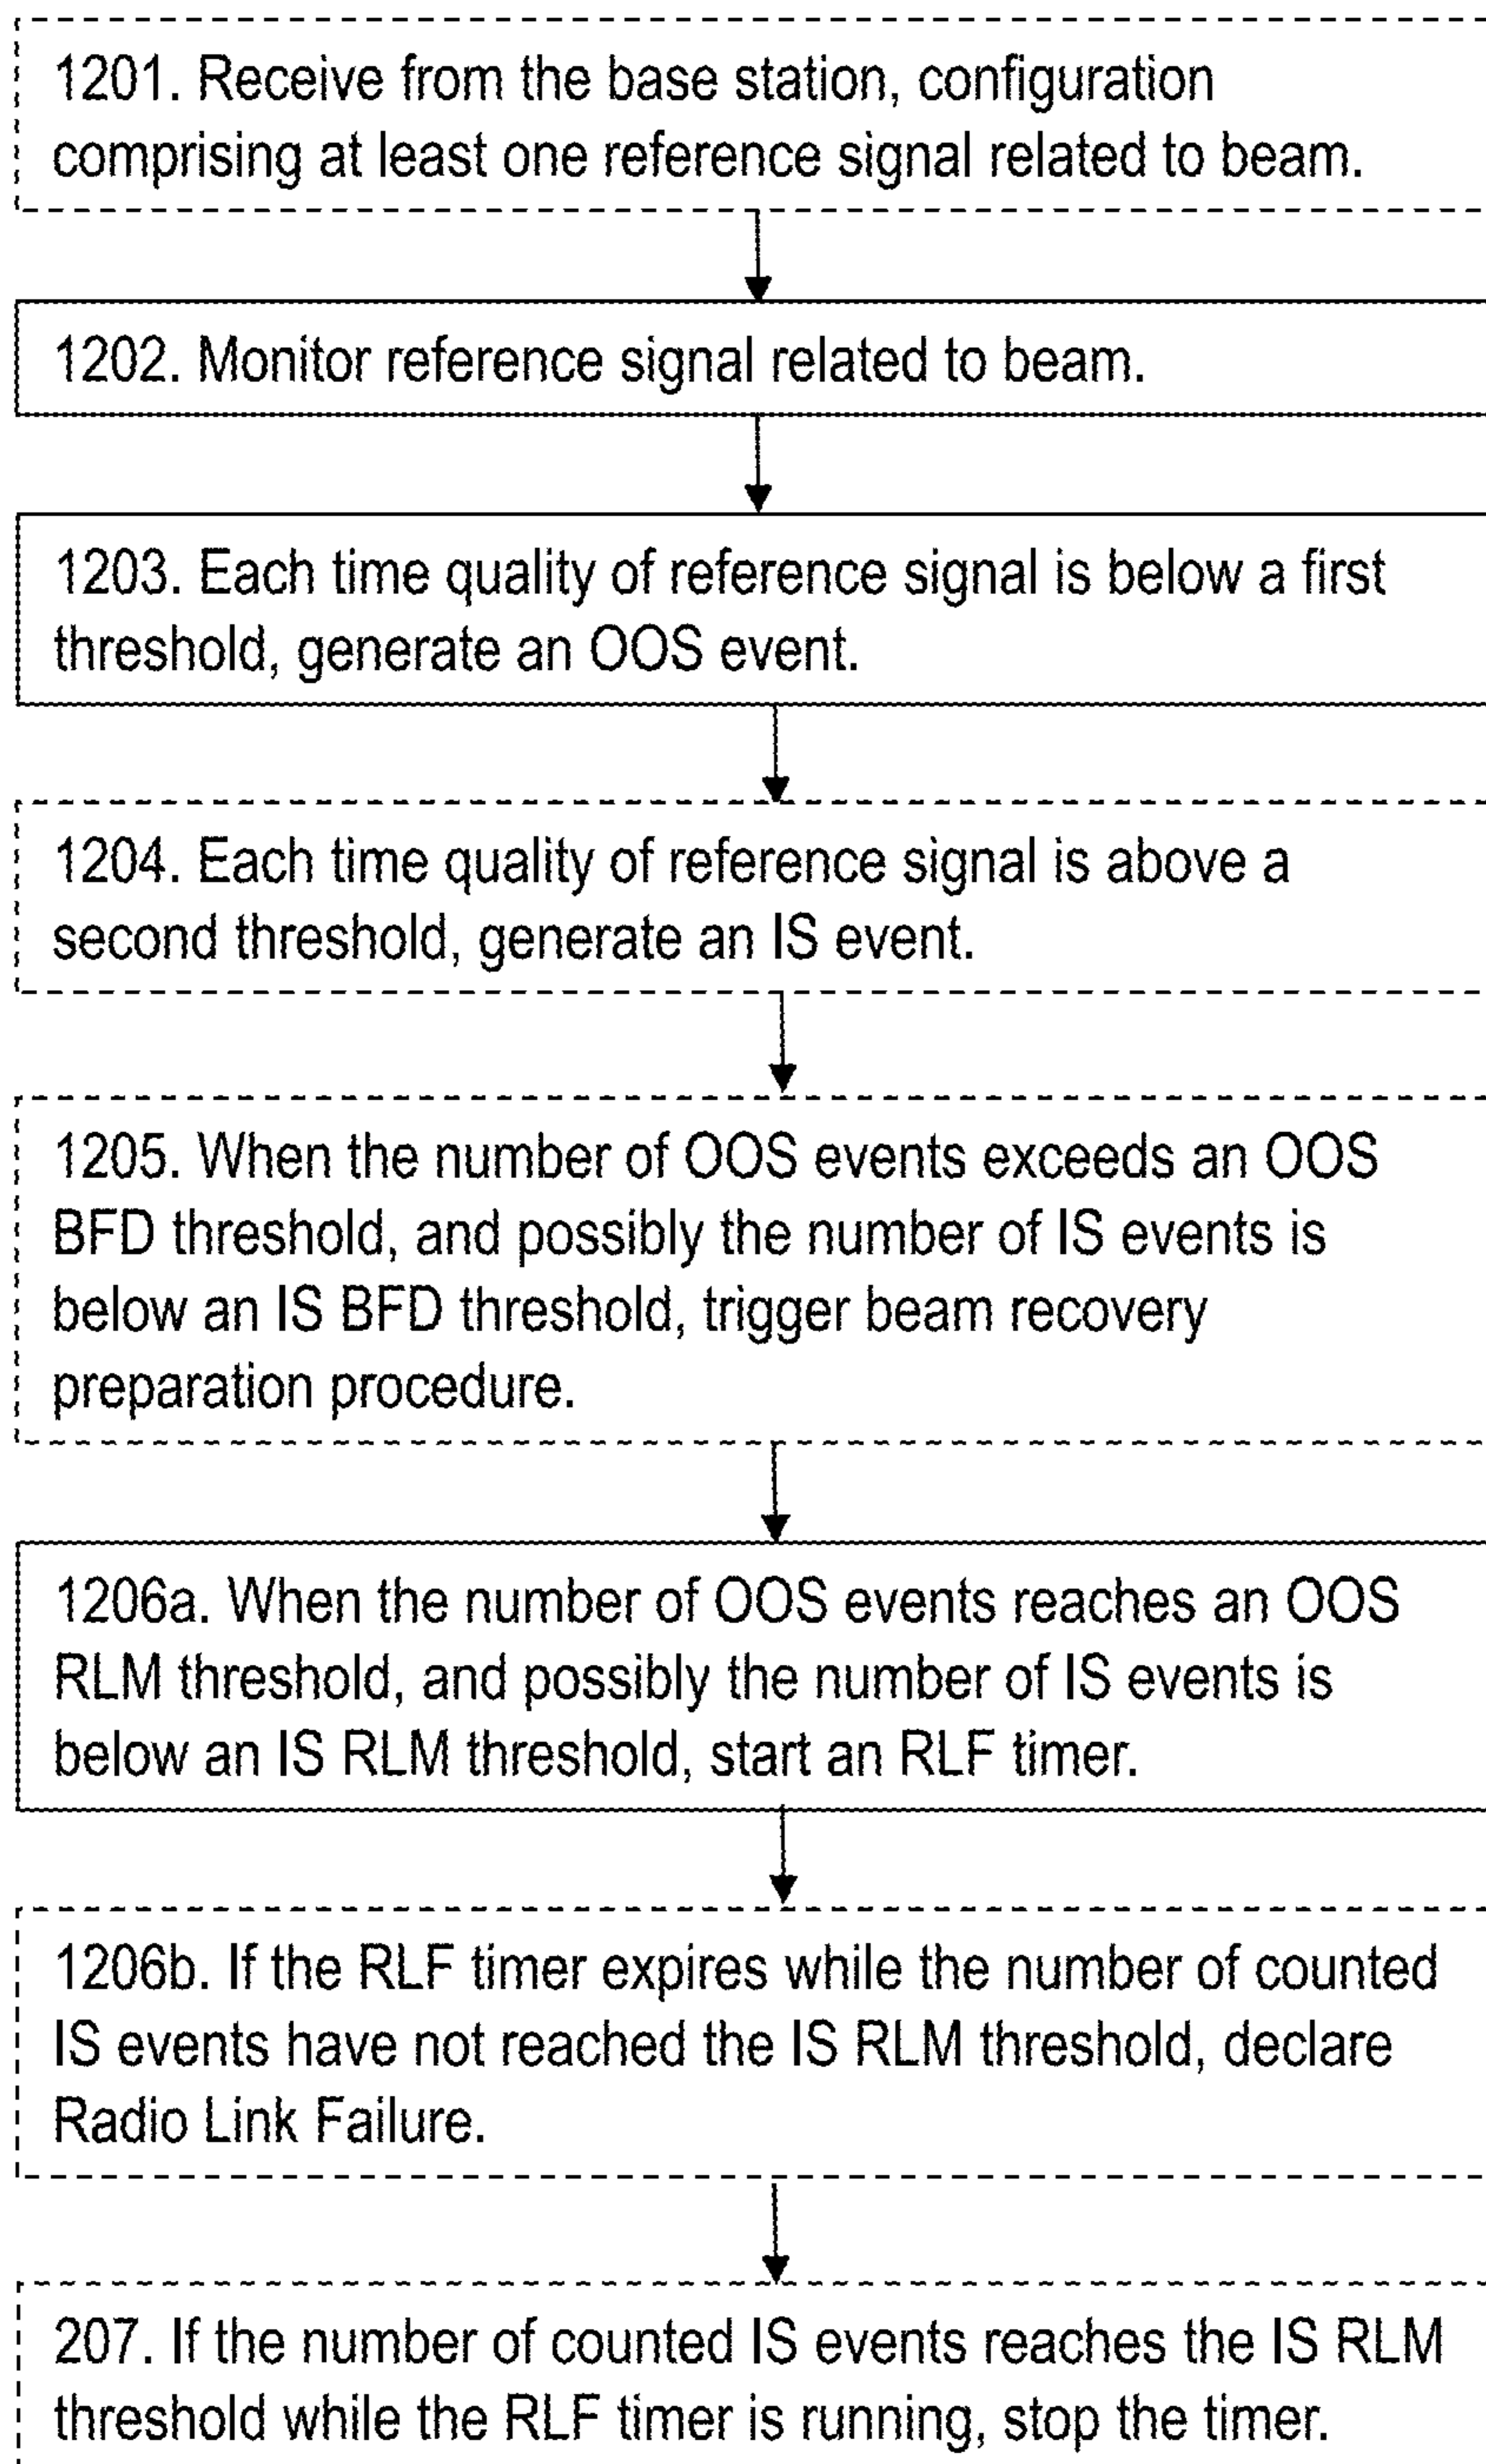 1201. Receive from the base station, configuration
comprising at least one reference signal related to beam.
1202. Monitor reference signal related to beam.
1203. Each time quality of reference signal is below a first
threshold, generate an OOS event.
1204. Each time quality of reference signal is above a
second threshold, generate an IS event.
1205. When the number of OOS events exceeds an OOS
BFD threshold, and possibly the number of IS events is
below an IS BFD threshold, trigger beam recovery
preparation procedure.
1206a. When the number of OOS events reaches an OOS
RLM threshold, and possibly the number of IS events is
below an IS RLM threshold, start an RLF timer.
1206b. If the RLF timer expires while the number of counted
IS events have not reached the IS RLM threshold, declare
Radio Link Failure.
207. If the number of counted IS events reaches the IS RLM
threshold while the RLF timer is running, stop the timer.